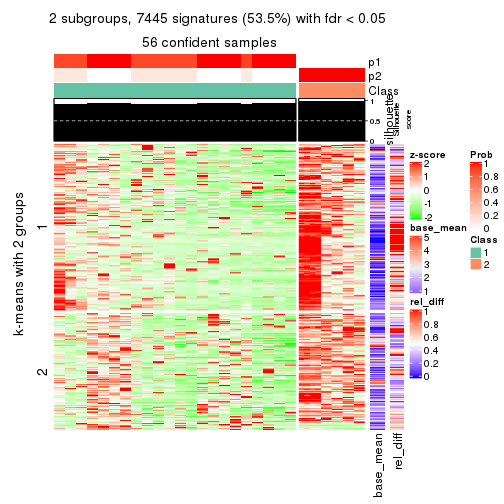 2 subgroups, 7445 signatures (53.5%) with fdr < 0.05
56 confident samples
p1
p2
Class
silhouette
Silhouette
score
1
0.5
0
k-means with 2 groups
1
2
base_mean
rel_diff
z-score
2
1
0
-1
-2
base_mean
5
4
3
2
1
rel_diff
1
0.8
0.6
0.4
0.2
0
Prob
1
0.8
0.6
0.4
0.2
0
Class
1
2